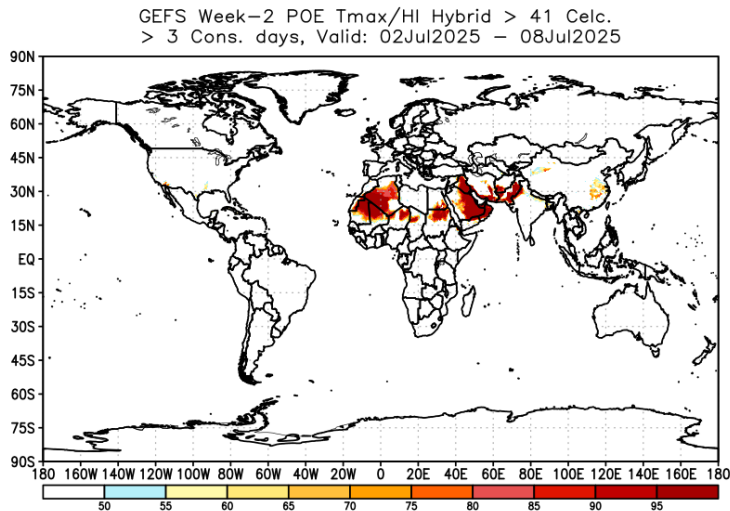 GEFS Week-2 POE Tmax/HI Hybrid > 41 Celc.
> 3 Cons. days, Valid: 02Jul2025 - 08Jul2025
90N
75N
60N
45N
30N
15N
EQ
15S
30S
45S
60S
75S
90S
180 160W 140W 120W 100W 80W 60W 40W 20W 0 20E 40E 60E 80E 100E 120E 140E 160E 180
50 55 60 65 70 75 80 85 90 95